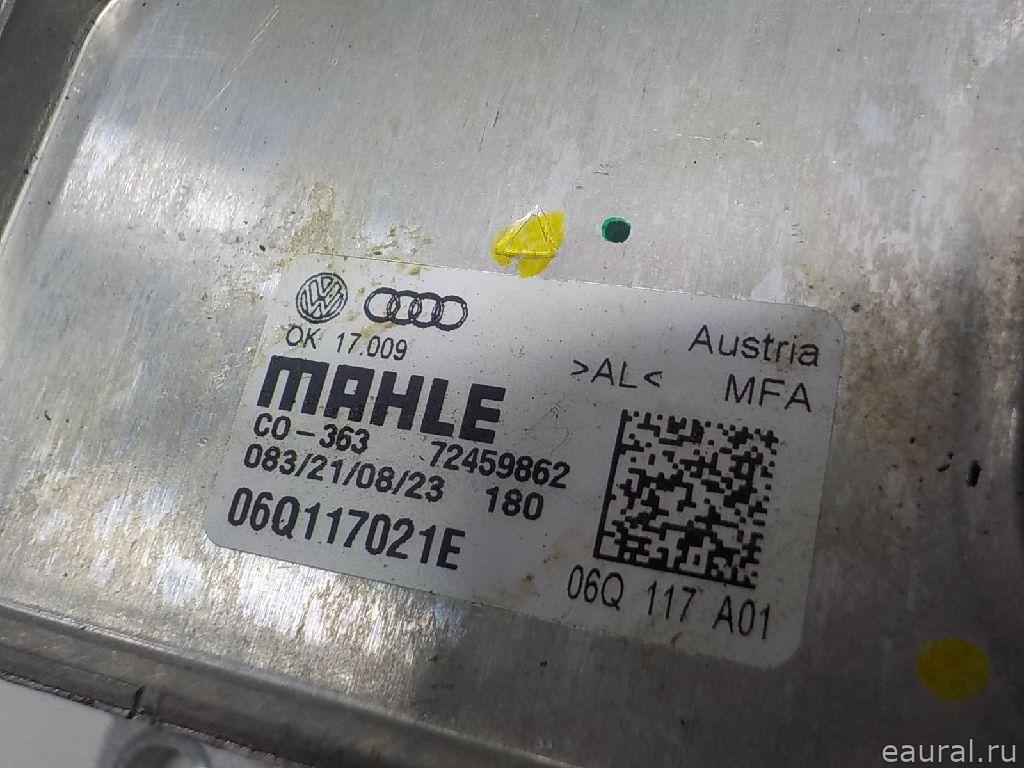 OK 17.009
MAHLE
CO-363 72459862
083/21/08/23 180
06Q117021E
Austria
>AL< MFA
06Q 117 A01
eaural.ru